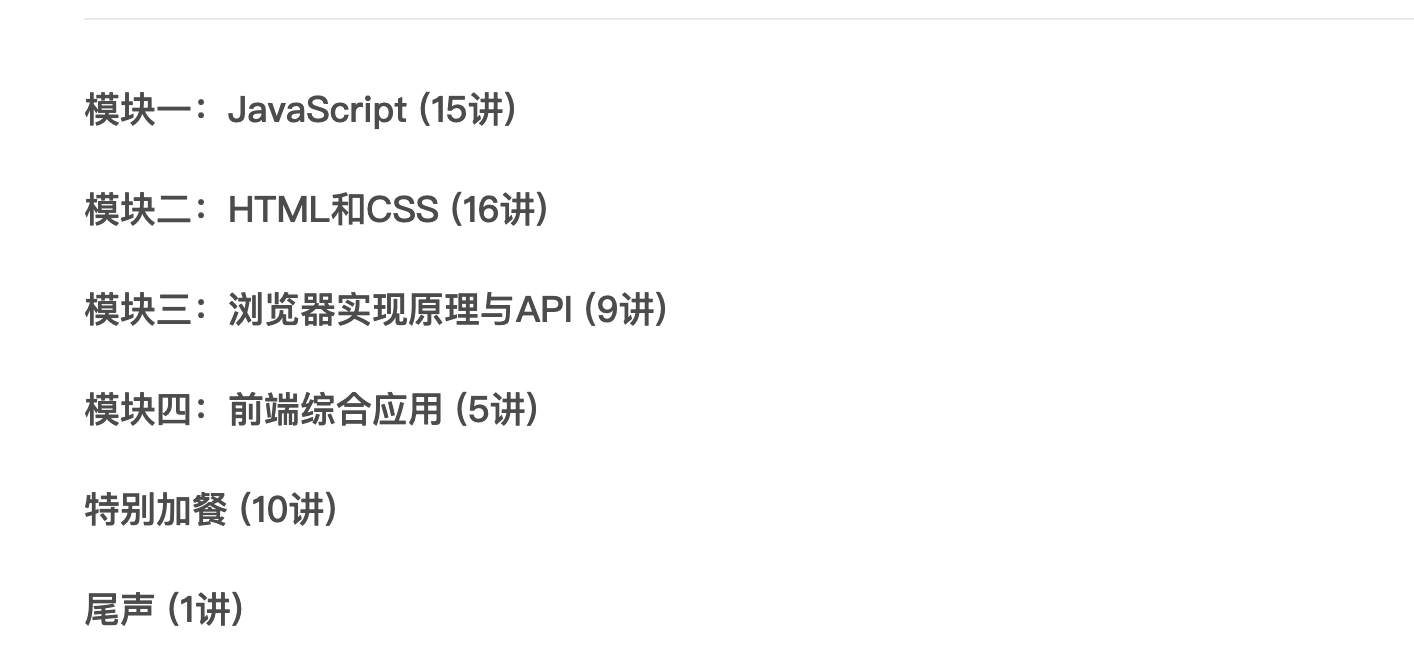 模块一：JavaScript (15讲)
模块二：HTML和CSS (16讲)
模块三：浏览器实现原理与API (9讲)
模块四：前端综合应用 (5讲)
特别加餐 (10讲)
尾声 (1讲)